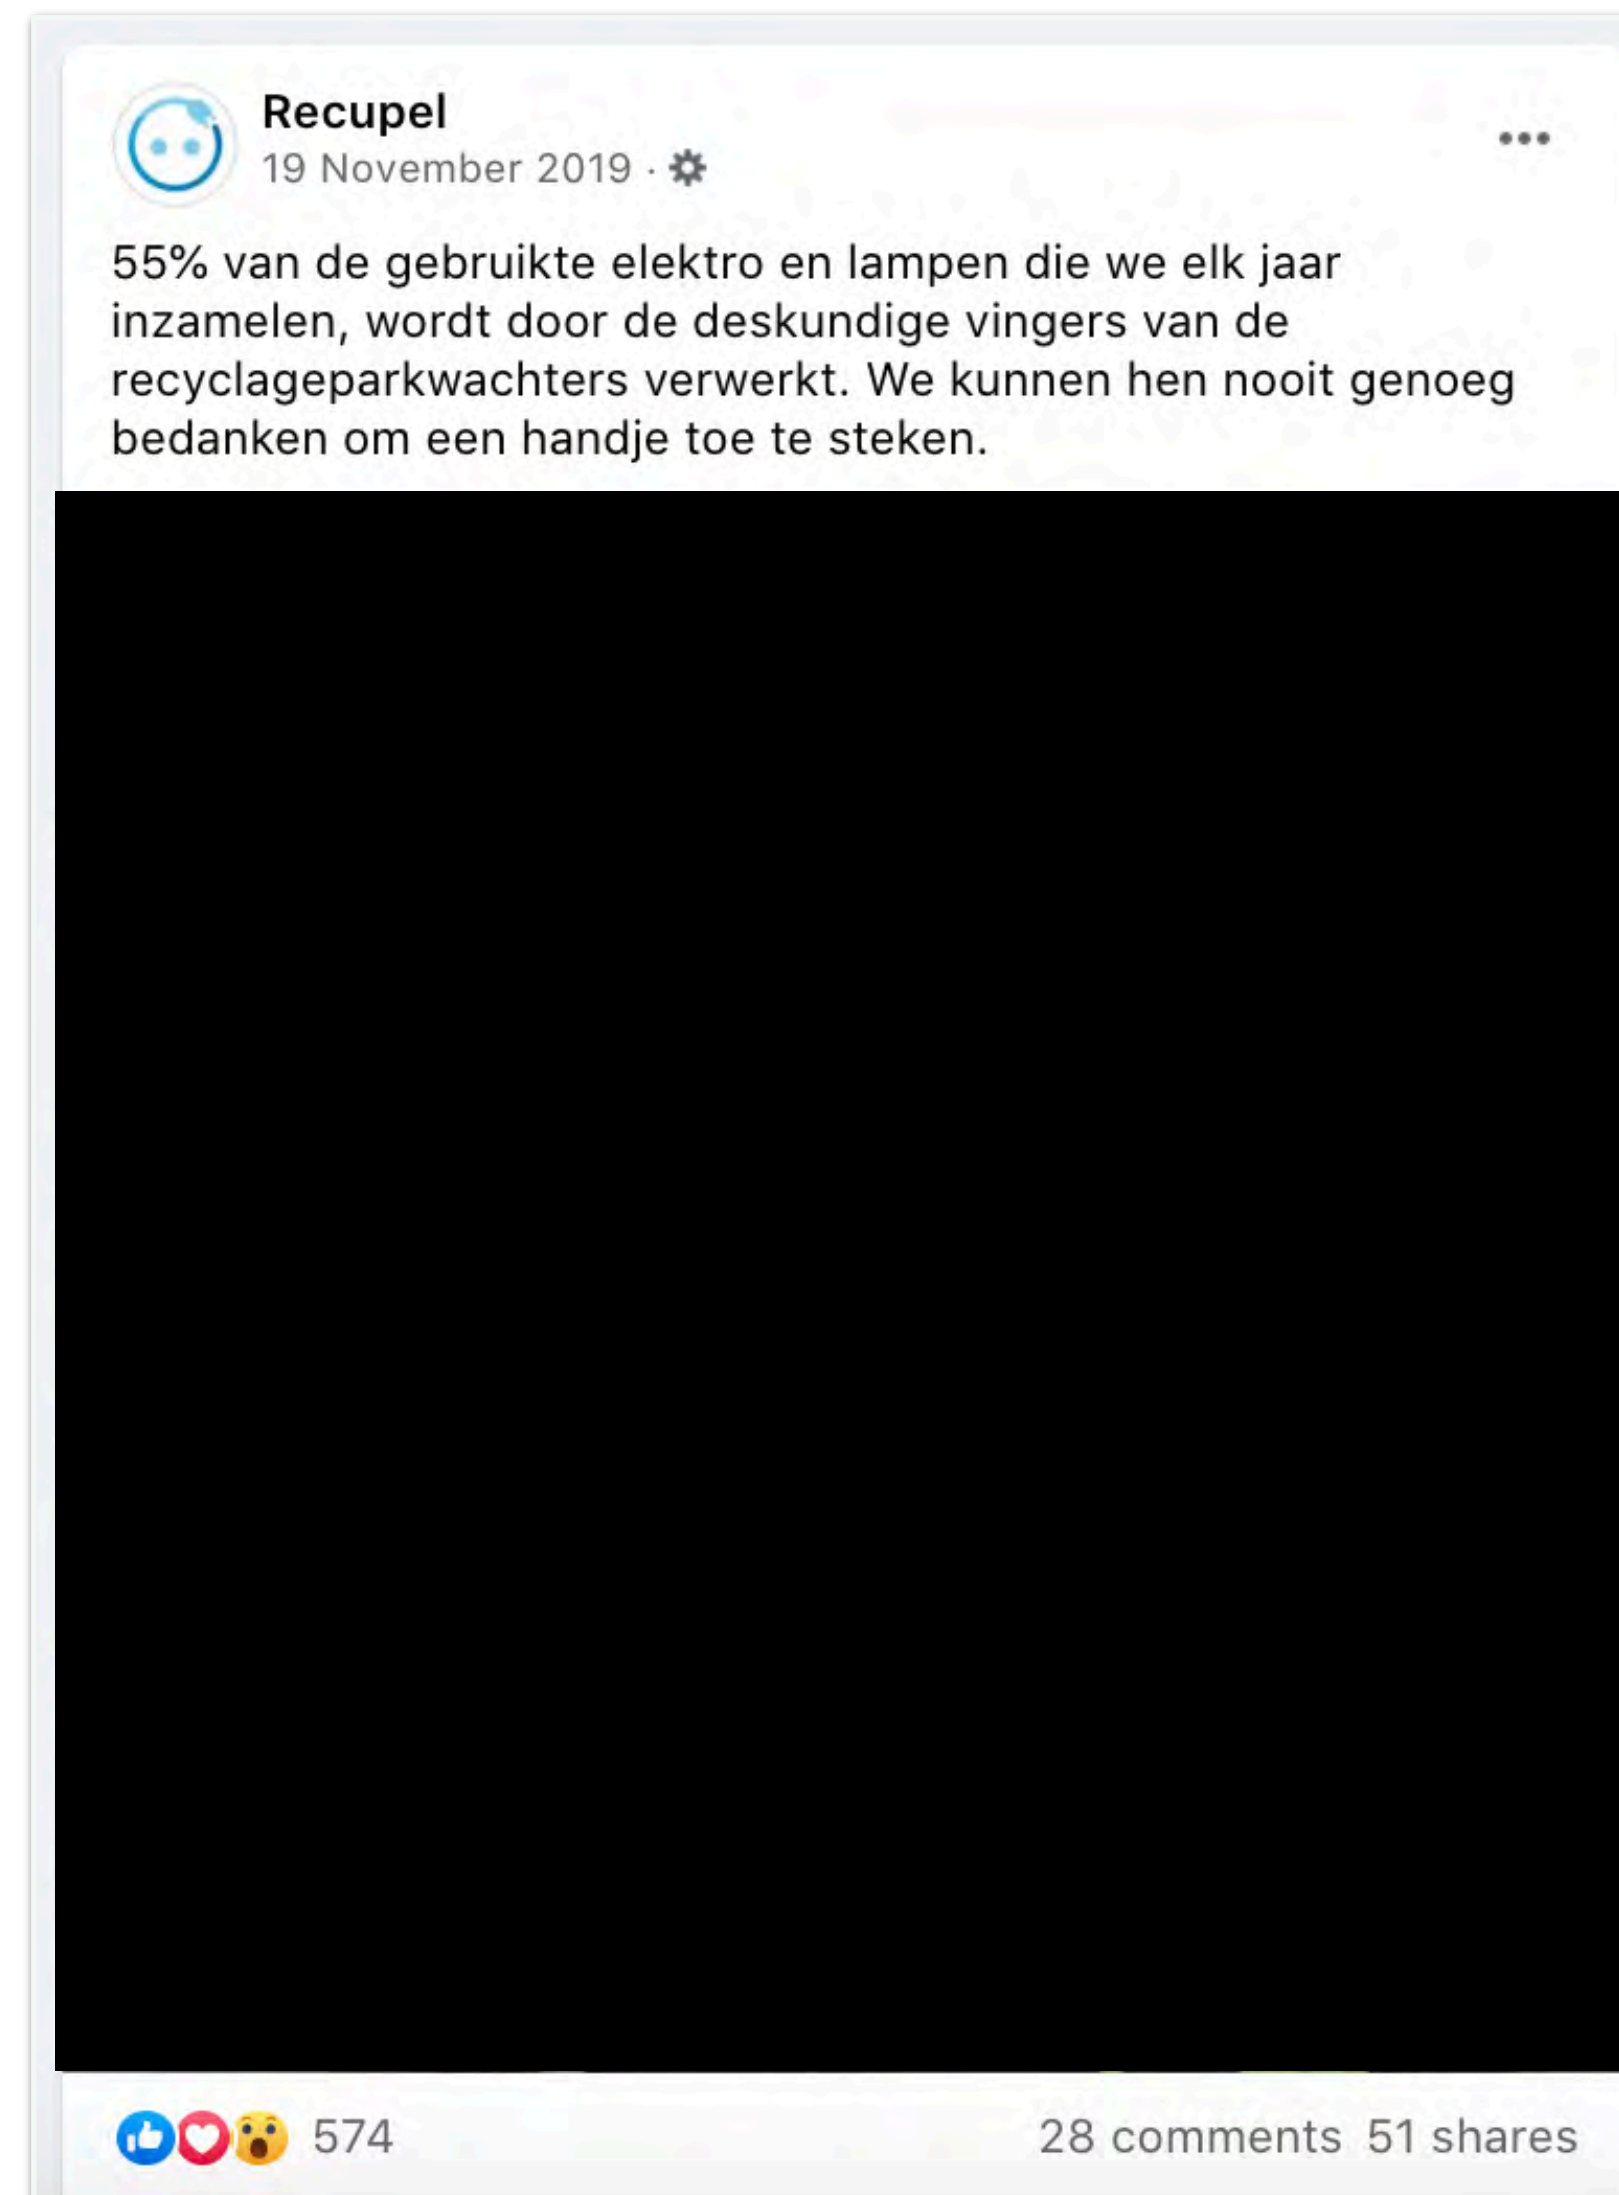 Recupel
19 November 2019 ·
55% van de gebruikte elektro en lampen die we elk jaar
inzamelen, wordt door de deskundige vingers van de
recyclageparkwachters verwerkt. We kunnen hen nooit genoeg
bedanken om een handje toe te steken.
574 28 comments 51 shares